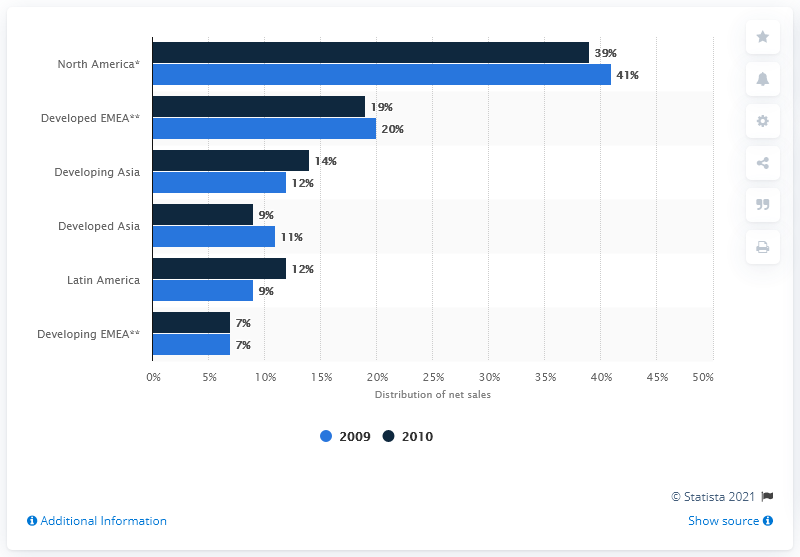 North America*
39%
41%
Developed EMEA**
19%
20%
Developing Asia
14%
12%
Developed Asia
9%
11%
Latin America
12%
9%
Developing EMEA**
7%
7%
0% 5% 10% 15% 20% 25% 30% 35% 40% 45% 50%
Distribution of net sales
2009 2010
© Statista 2021
Additional Information Show source